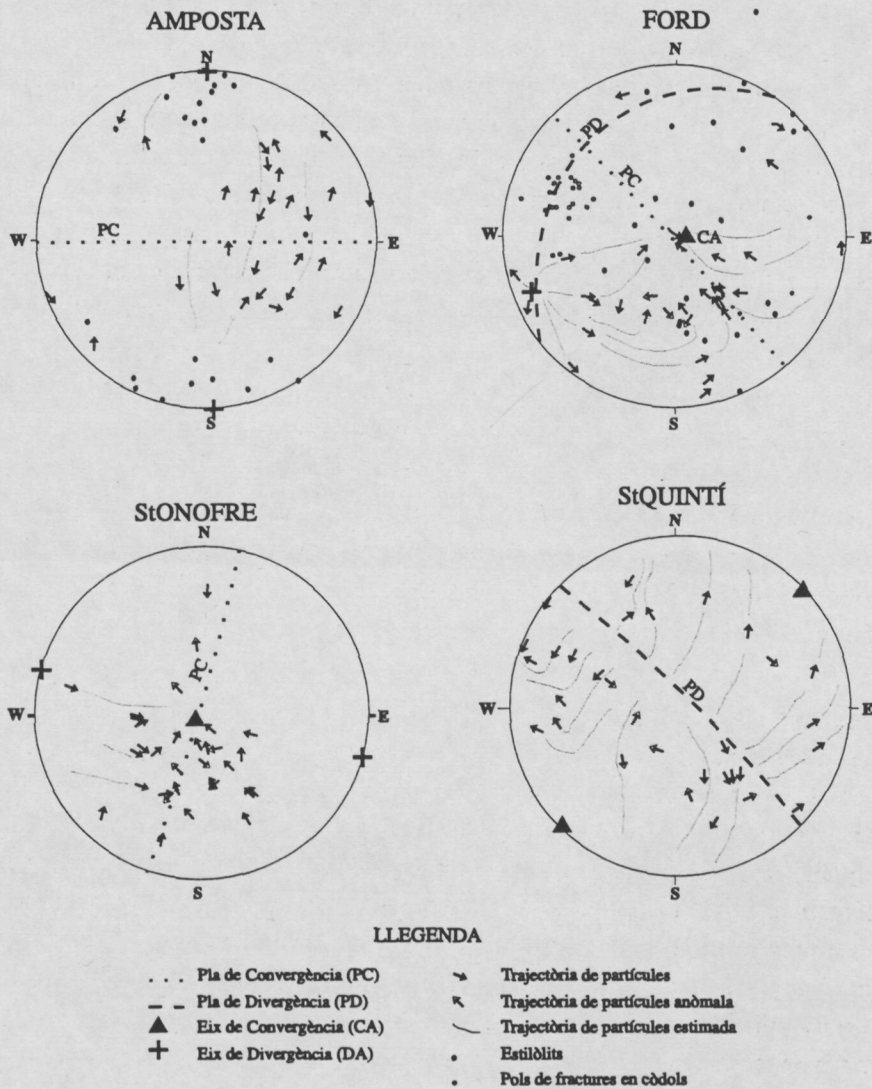 AMPOSTA
N
PC
W
E
S
FORD
N
PD
PC
CA
W
E
S
StONOFRE
N
PC
W
E
S
StQUINTÍ
N
PD
W
E
S
LLEGENDA
Pla de Convergència (PC)
Pla de Divergència (PD)
Eix de Convergència (CA)
Eix de Divergència (DA)
Trajectòria de partícules
Trajectòria de partícules anòmala
Trajectòria de partícules estimada
Estilòlits
Pols de fractures en còdols